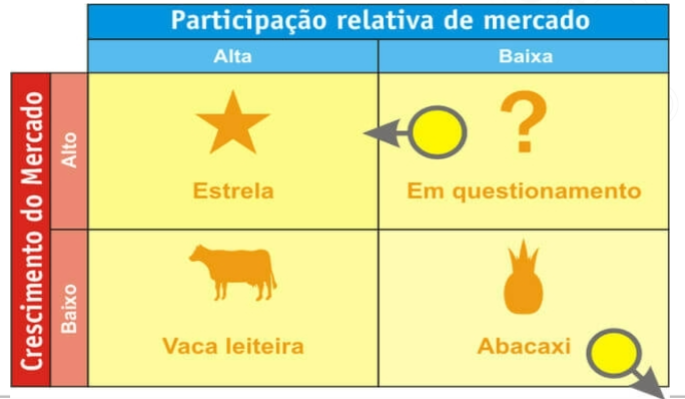 Participação relativa de mercado
Alta
Baixa
Crescimento do Mercado
Alto
?
Estrela
Em questionamento
Baixo
Vaca leiteira
Abacaxi